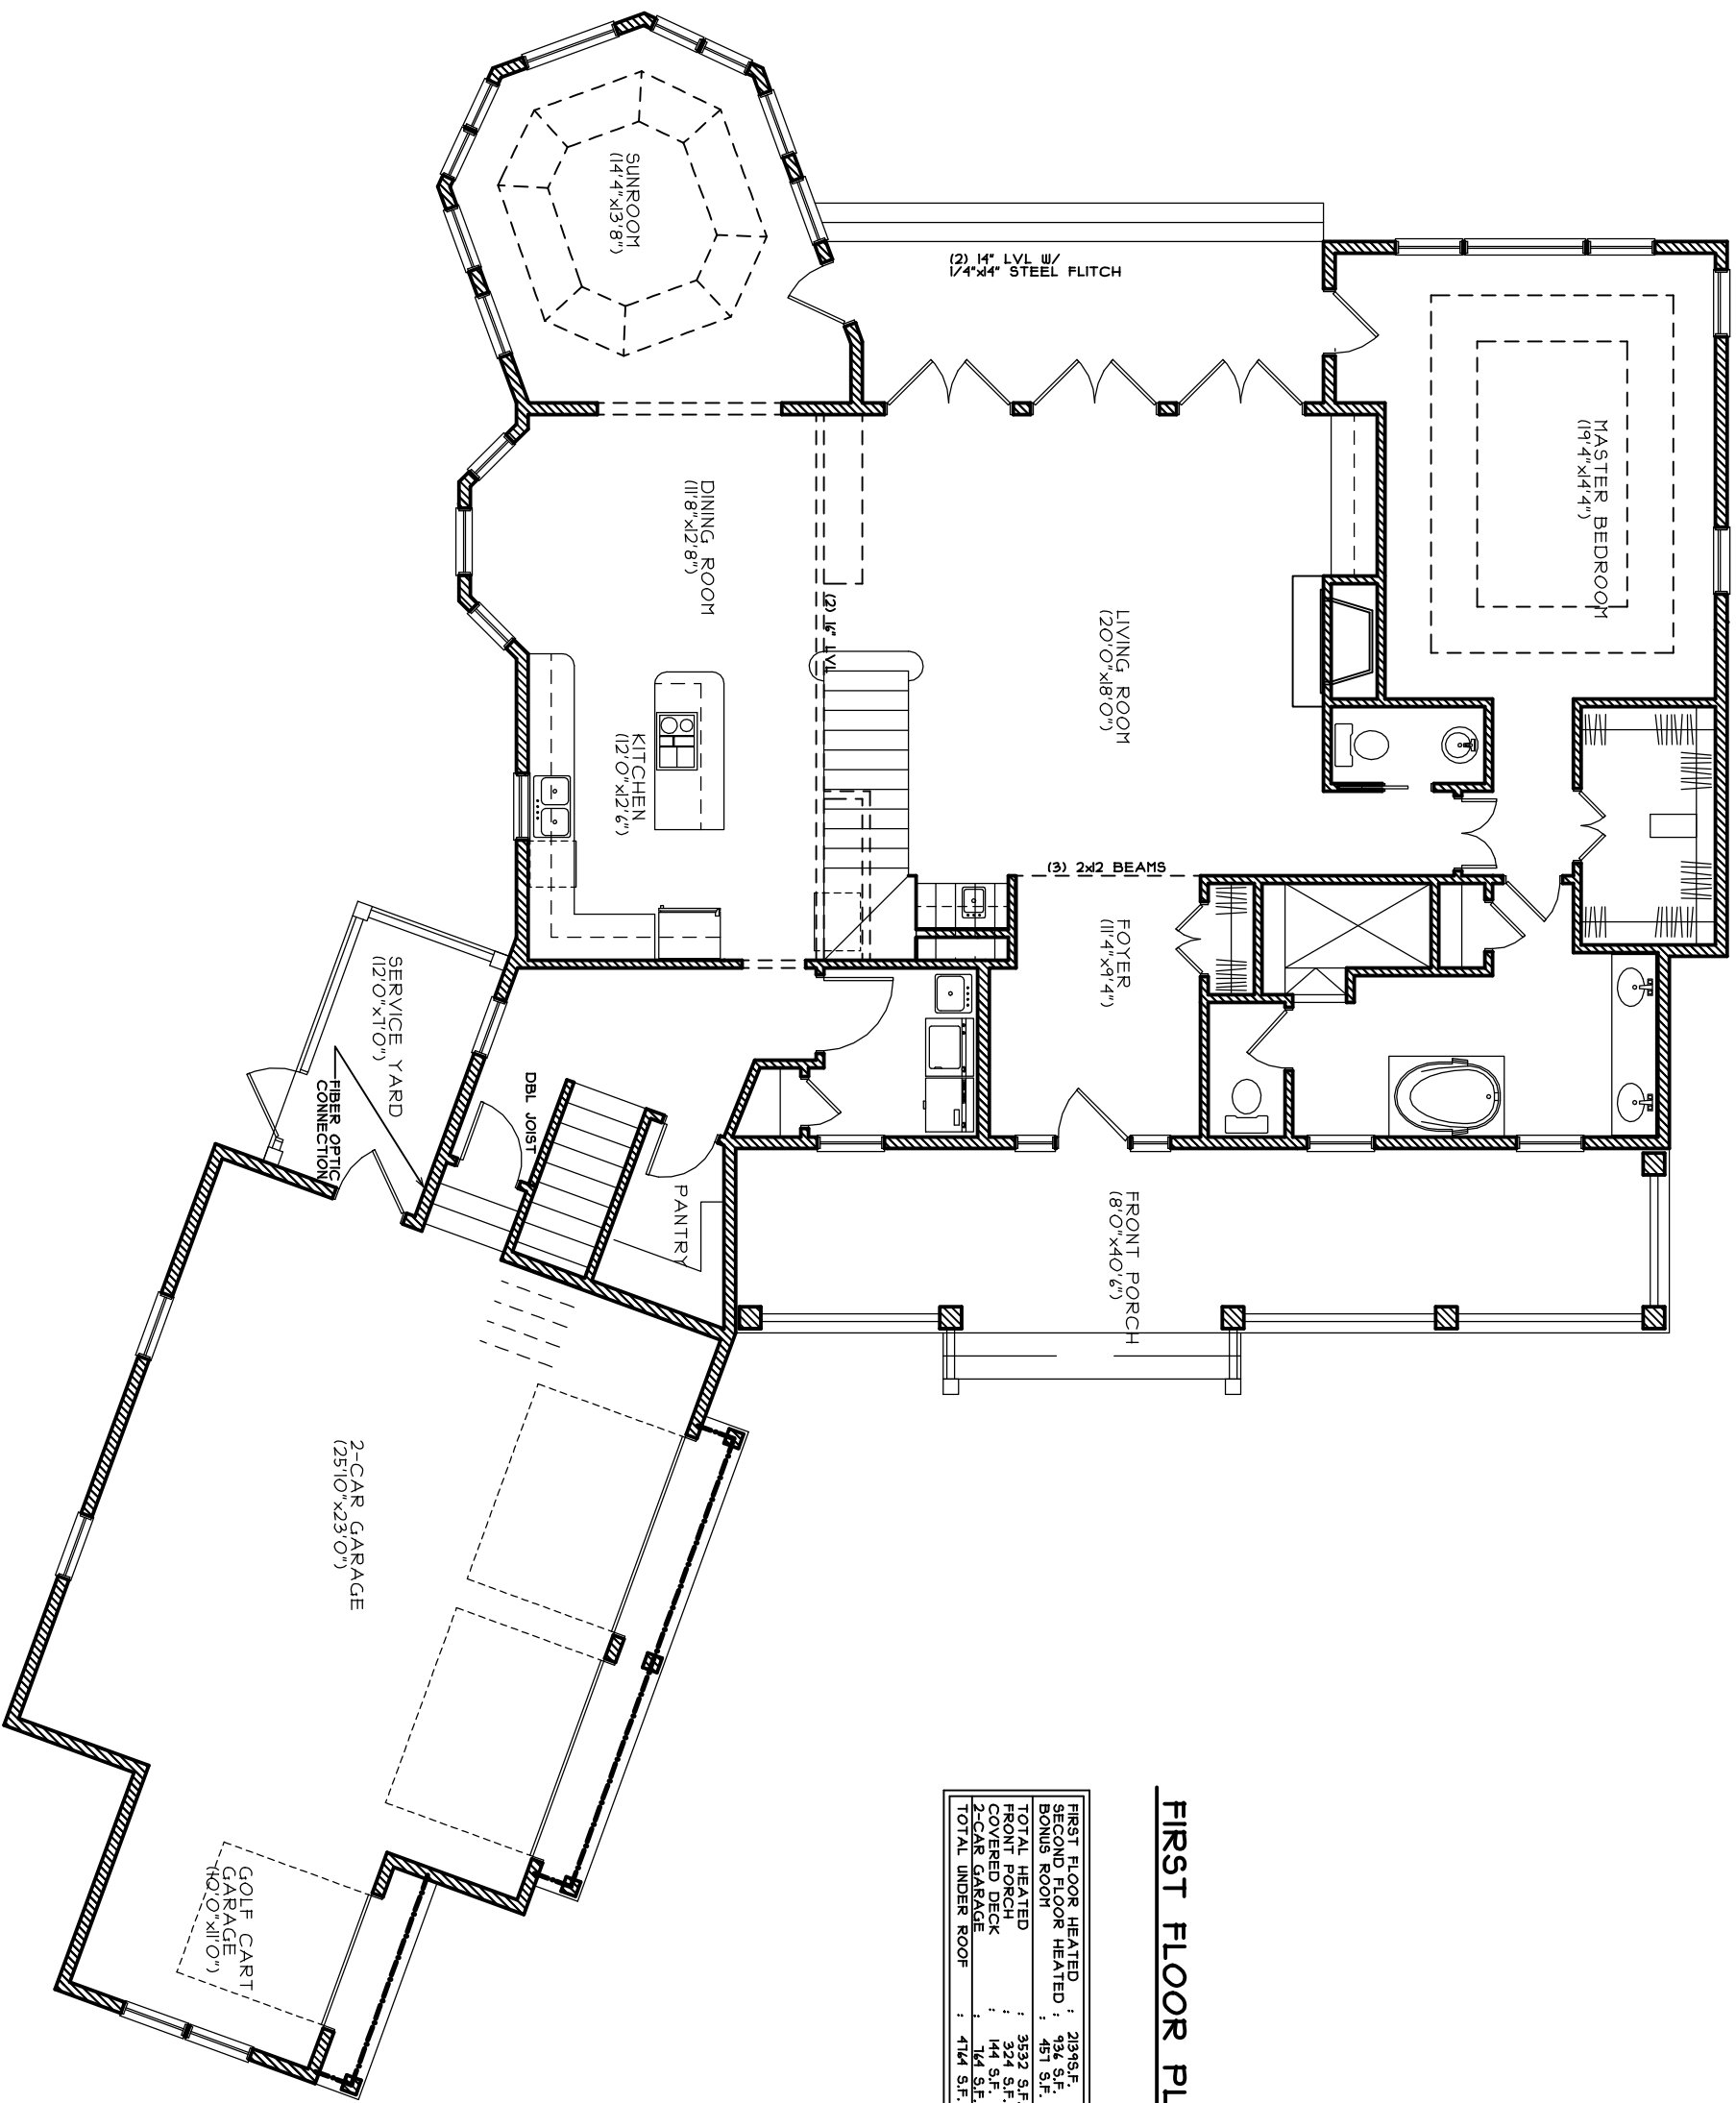 SUNROOM
(14'4"x13'8")
(2) 14" LVL W/
1/4"x14" STEEL FLITCH
MASTER BEDROOM
(19'4"x14'4")
DINING ROOM
(11'8"x12'8")
(2) 16" LVL
LIVING ROOM
(20'0"x18'0")
KITCHEN
(12'0"x12'6")
(3) 2x12 BEAMS
FOYER
(11'4"x9'4")
SERVICE YARD
(12'0"x7'0")
FIBER OPTIC
CONNECTION
DBL JOIST
PANTRY
FRONT PORCH
(8'0"x40'6")
2-CAR GARAGE
(25'10"x23'0")
GOLF CART
GARAGE
(10'0"x11'0")
FIRST FLOOR PL
FIRST FLOOR HEATED : 2139S.F.
SECOND FLOOR HEATED : 936 S.F.
BONUS ROOM : 457 S.F.
TOTAL HEATED : 3532 S.F.
FRONT PORCH : 324 S.F.
COVERED DECK : 144 S.F.
2-CAR GARAGE : 764 S.F.
TOTAL UNDER ROOF : 4764 S.F.